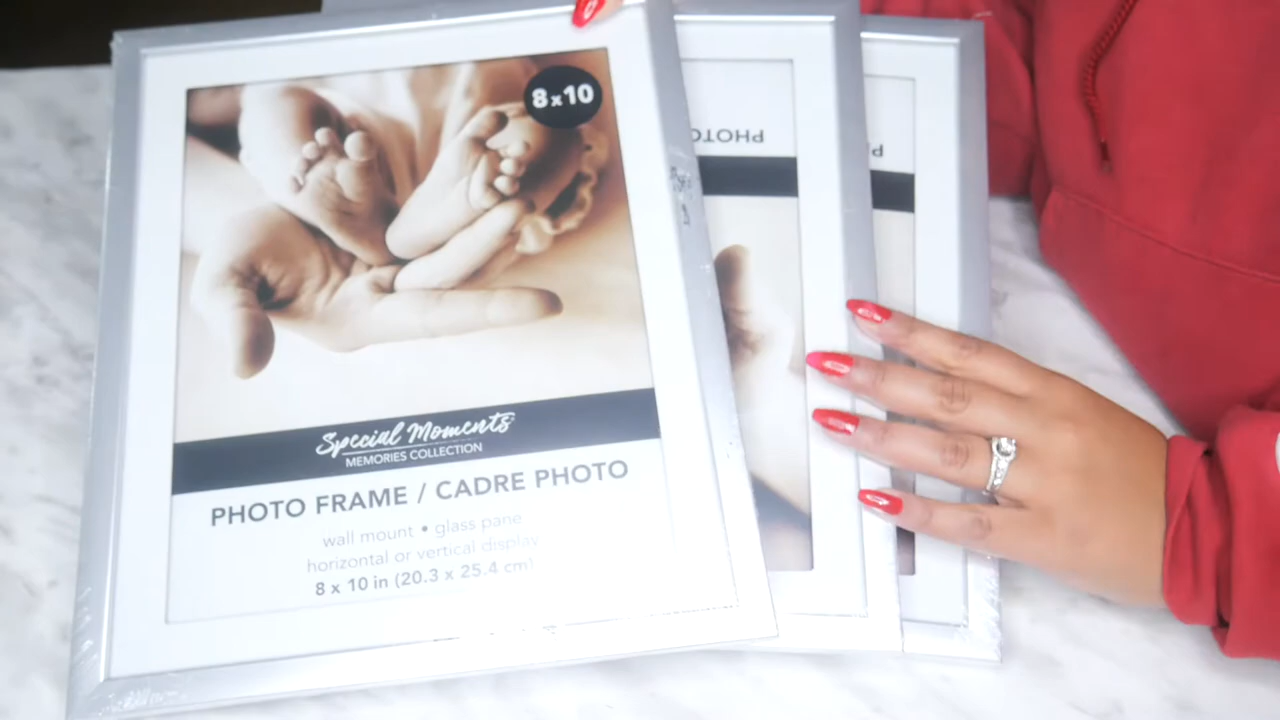 8x10
Special Moments
MEMORIES COLLECTION
PHOTO FRAME / CADRE PHOTO
wall mount • glass pane
horizontal or vertical display
8 x 10 in (20.3 x 25.4 cm)
PHOTO
P